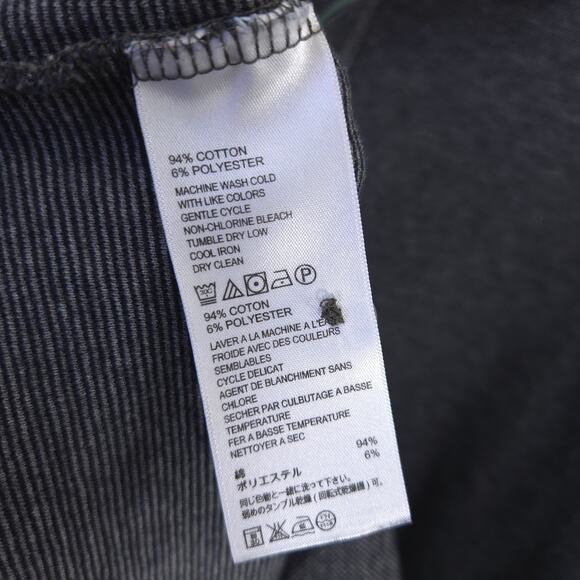 94% COTTON
6% POLYESTER
MACHINE WASH COLD
WITH LIKE COLORS
GENTLE CYCLE
NON-CHLORINE BLEACH
TUMBLE DRY LOW
COOL IRON
DRY CLEAN
30C P
94% COTON
6% POLYESTER
LAVER A LA MACHINE A
FROIDE AVEC DES COULEURS
SEMBLABLES
CYCLE DELICAT
AGENT DE BLANCHIMENT SANS
CHLORE
SECHER PAR CULBUTAGE A BASSE
TEMPERATURE
FER A BASSE TEMPERATURE
NETTOYER A SEC
綿 94%
ポリエステル 6%
同じ色動と一緒に洗って下さい。
弱めのタンブル乾燥(回転式乾燥機)可。